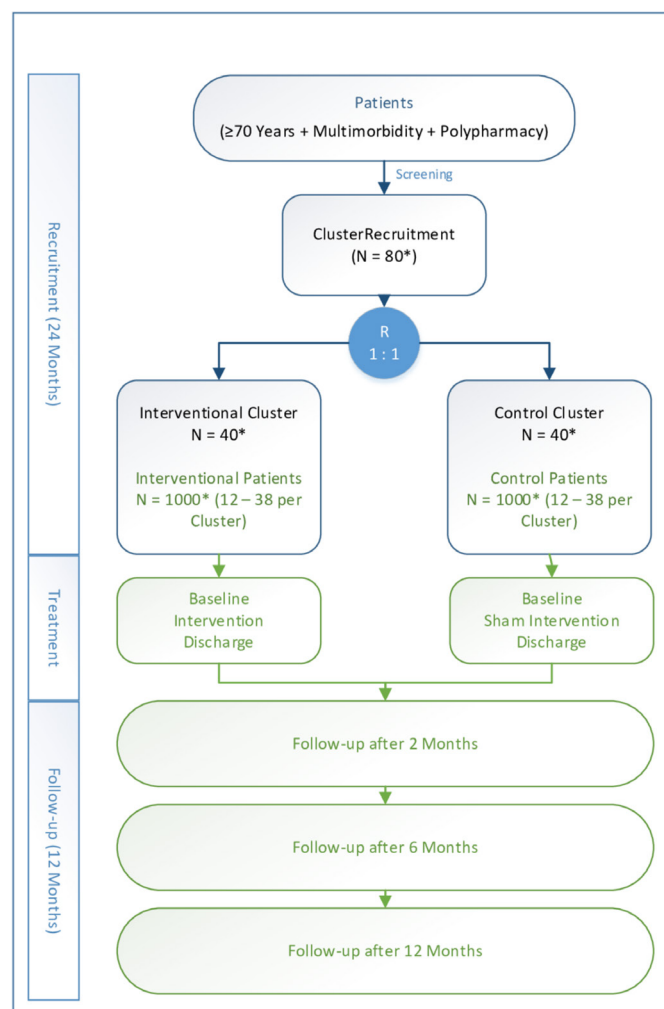 Recruitment (24 Months)
Patients
(≥70 Years + Multimorbidity + Polypharmacy)
Screening
ClusterRecruitment
(N = 80*)
R
1 : 1
Interventional Cluster
N = 40*
Interventional Patients
N = 1000* (12 – 38 per
Cluster)
Control Cluster
N = 40*
Control Patients
N = 1000* (12 – 38 per
Cluster)
Treatment
Baseline
Intervention
Discharge
Baseline
Sham Intervention
Discharge
Follow-up (12 Months)
Follow-up after 2 Months
Follow-up after 6 Months
Follow-up after 12 Months